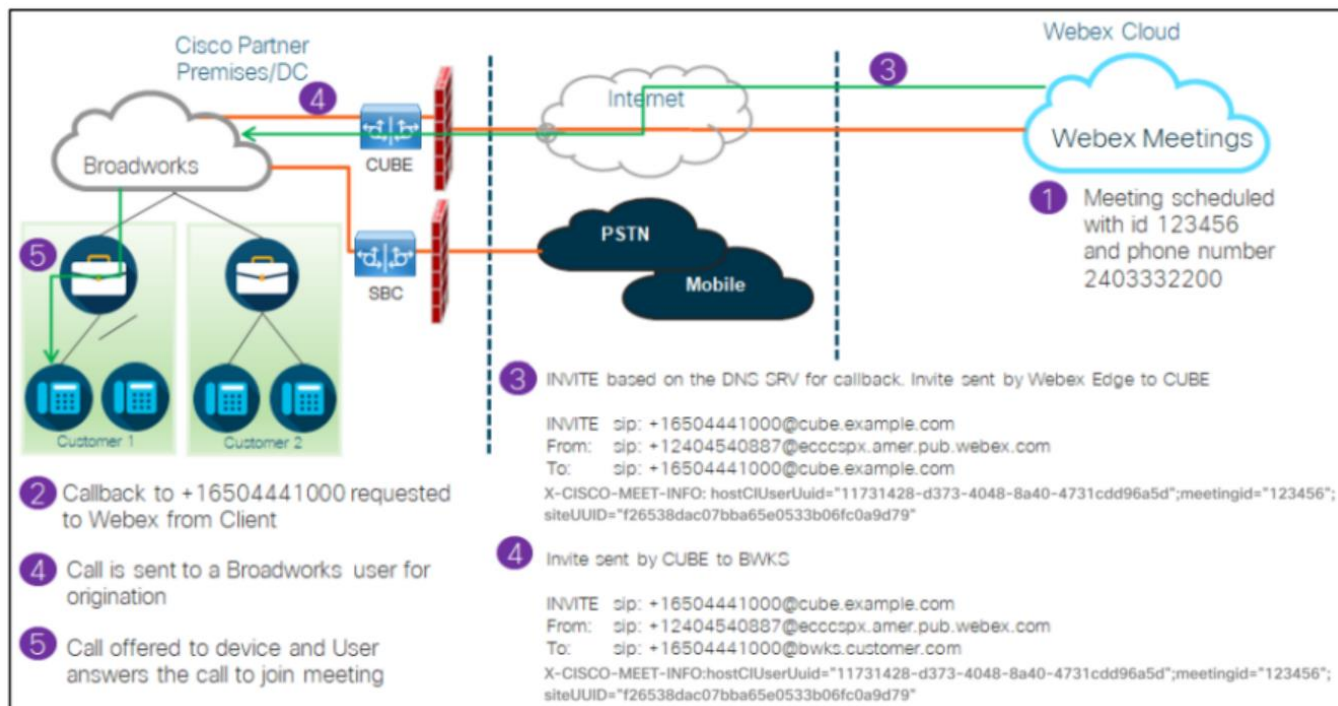 Cisco Partner
Premises/DC
4
Broadworks
CUBE
SBC
5
Customer 1
Customer 2
Internet
PSTN
Mobile
3
Webex Cloud
Webex Meetings
1 Meeting scheduled
with id 123456
and phone number
2403332200
2 Callback to +16504441000 requested
to Webex from Client
4 Call is sent to a Broadworks user for
origination
5 Call offered to device and User
answers the call to join meeting
3 INVITE based on the DNS SRV for callback. Invite sent by Webex Edge to CUBE
INVITE sip: +16504441000@cube.example.com
From: sip: +12404540887@ecccspx.amer.pub.webex.com
To: sip: +16504441000@cube.example.com
X-CISCO-MEET-INFO: hostCIUserUuid="11731428-d373-4048-8a40-4731cdd96a5d";meetingid="123456";
siteUUID="f26538dac07bba65e0533b06fc0a9d79"
4 Invite sent by CUBE to BWKS
INVITE sip: +16504441000@cube.example.com
From: sip: +12404540887@ecccspx.amer.pub.webex.com
To: sip: +16504441000@bwks.customer.com
X-CISCO-MEET-INFO:hostCIUserUuid="11731428-d373-4048-8a40-4731cdd96a5d";meetingid="123456";
siteUUID="f26538dac07bba65e0533b06fc0a9d79"